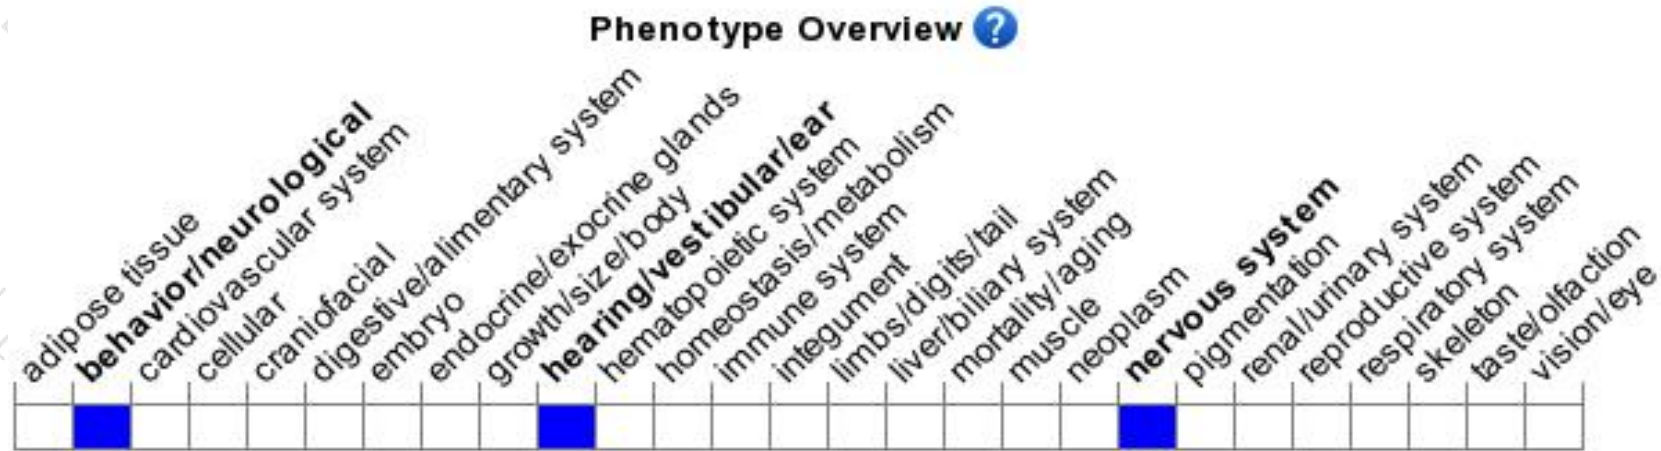 Phenotype Overview ?
adipose tissue
behavior/neurological
cardiovascular system
cellular
craniofacial
digestive/alimentary system
embryo
endocrine/exocrine glands
growth/size/body
hearing/vestibular/ear
hematopoietic system
homeostasis/metabolism
immune system
integument
limbs/digits/tail
liver/biliary system
mortality/aging
muscle
neoplasm
nervous system
pigmentation
renal/urinary system
reproductive system
respiratory system
skeleton
taste/olfaction
vision/eye